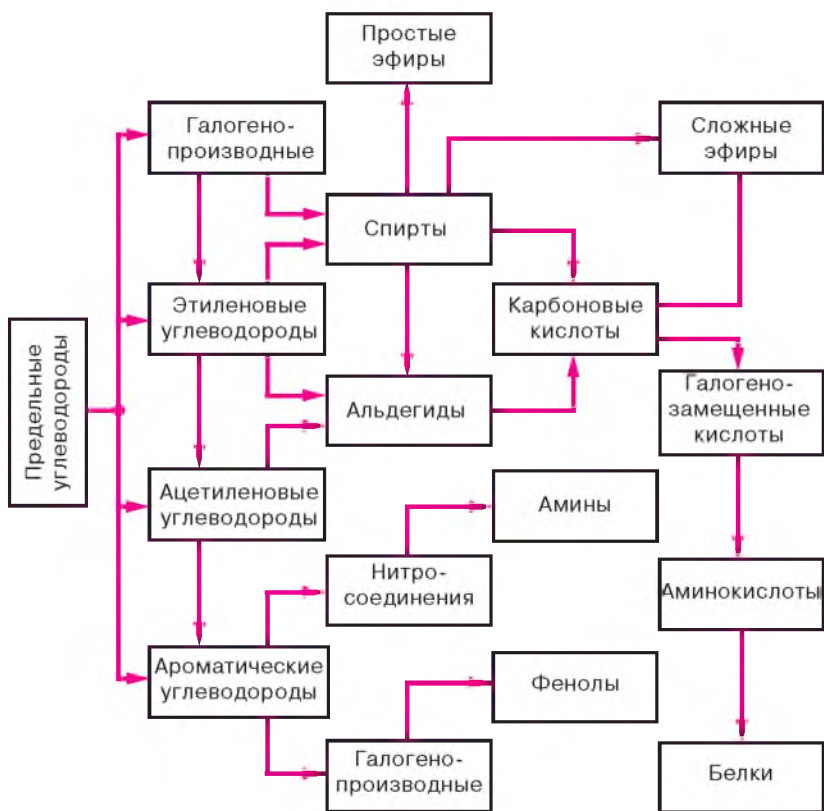 Простые
эфиры
Галогено-
производные
Сложные
эфиры
Спирты
Этиленовые
углеводороды
Карбоновые
кислоты
Предельные
углеводороды
Альдегиды
Галогено-
замещенные
кислоты
Ацетиленовые
углеводороды
Амины
Нитро-
соединения
Аминокислоты
Ароматические
углеводороды
Фенолы
Галогено-
производные
Белки